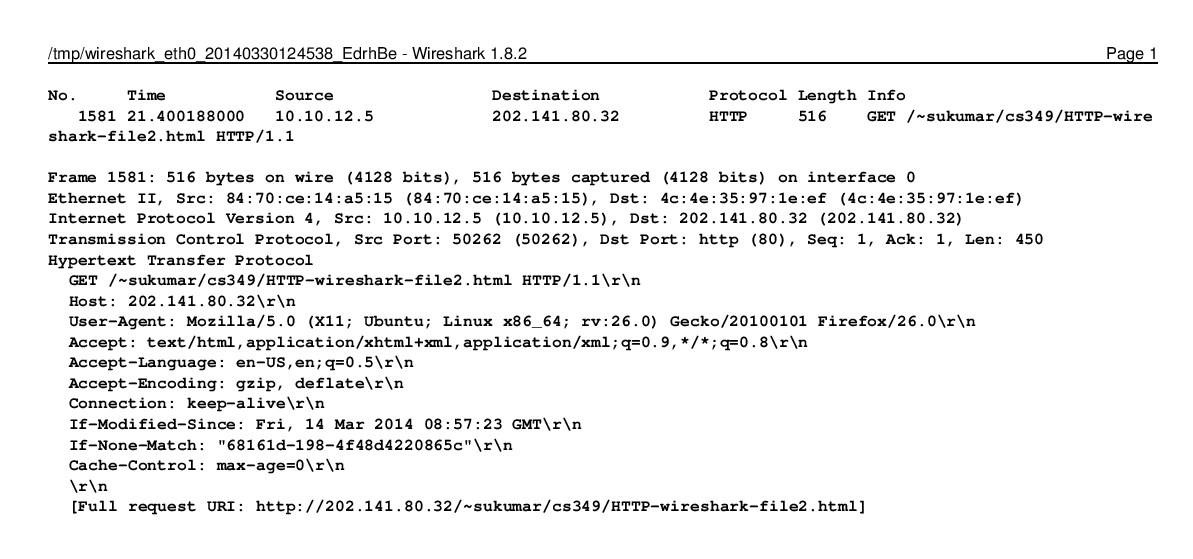 /tmp/wireshark_eth0_20140330124538_EdrhBe - Wireshark 1.8.2 Page 1
No. Time Source Destination Protocol Length Info
1581 21.400188000 10.10.12.5 202.141.80.32 HTTP 516 GET /~sukumar/cs349/HTTP-wire
shark-file2.html HTTP/1.1
Frame 1581: 516 bytes on wire (4128 bits), 516 bytes captured (4128 bits) on interface 0
Ethernet II, Src: 84:70:ce:14:a5:15 (84:70:ce:14:a5:15), Dst: 4c:4e:35:97:1e:ef (4c:4e:35:97:1e:ef)
Internet Protocol Version 4, Src: 10.10.12.5 (10.10.12.5), Dst: 202.141.80.32 (202.141.80.32)
Transmission Control Protocol, Src Port: 50262 (50262), Dst Port: http (80), Seq: 1, Ack: 1, Len: 450
Hypertext Transfer Protocol
GET /~sukumar/cs349/HTTP-wireshark-file2.html HTTP/1.1\r\n
Host: 202.141.80.32\r\n
User-Agent: Mozilla/5.0 (X11; Ubuntu; Linux x86_64; rv:26.0) Gecko/20100101 Firefox/26.0\r\n
Accept: text/html,application/xhtml+xml,application/xml;q=0.9,*/*;q=0.8\r\n
Accept-Language: en-US,en;q=0.5\r\n
Accept-Encoding: gzip, deflate\r\n
Connection: keep-alive\r\n
If-Modified-Since: Fri, 14 Mar 2014 08:57:23 GMT\r\n
If-None-Match: "68161d-198-4f48d4220865c"\r\n
Cache-Control: max-age=0\r\n
\r\n
[Full request URI: http://202.141.80.32/~sukumar/cs349/HTTP-wireshark-file2.html]